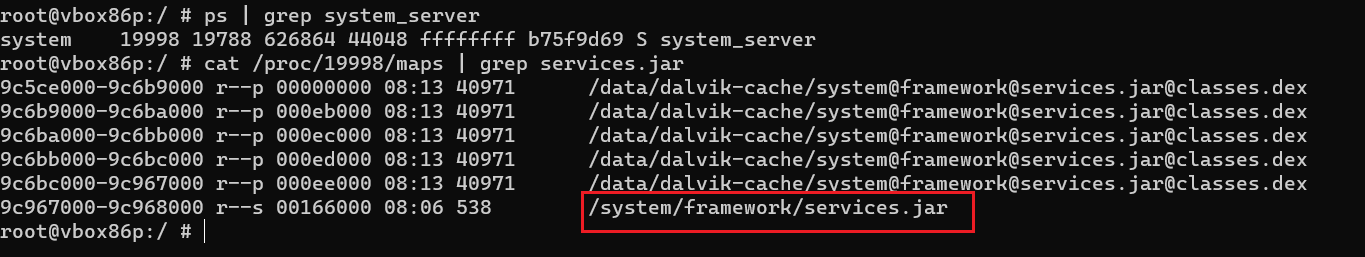 root@vbox86p:/ # ps | grep system_server
system    19998 19788 626864 44048 ffffffff b75f9d69 S system_server
root@vbox86p:/ # cat /proc/19998/maps | grep services.jar
9c5ce000-9c6b9000 r--p 00000000 08:13 40971      /data/dalvik-cache/system@framework@services.jar@classes.dex
9c6b9000-9c6ba000 r--p 000eb000 08:13 40971      /data/dalvik-cache/system@framework@services.jar@classes.dex
9c6ba000-9c6bb000 r--p 000ec000 08:13 40971      /data/dalvik-cache/system@framework@services.jar@classes.dex
9c6bb000-9c6bc000 r--p 000ed000 08:13 40971      /data/dalvik-cache/system@framework@services.jar@classes.dex
9c6bc000-9c967000 r--p 000ee000 08:13 40971      /data/dalvik-cache/system@framework@services.jar@classes.dex
9c967000-9c968000 r--s 00166000 08:06 538        /system/framework/services.jar
root@vbox86p:/ #